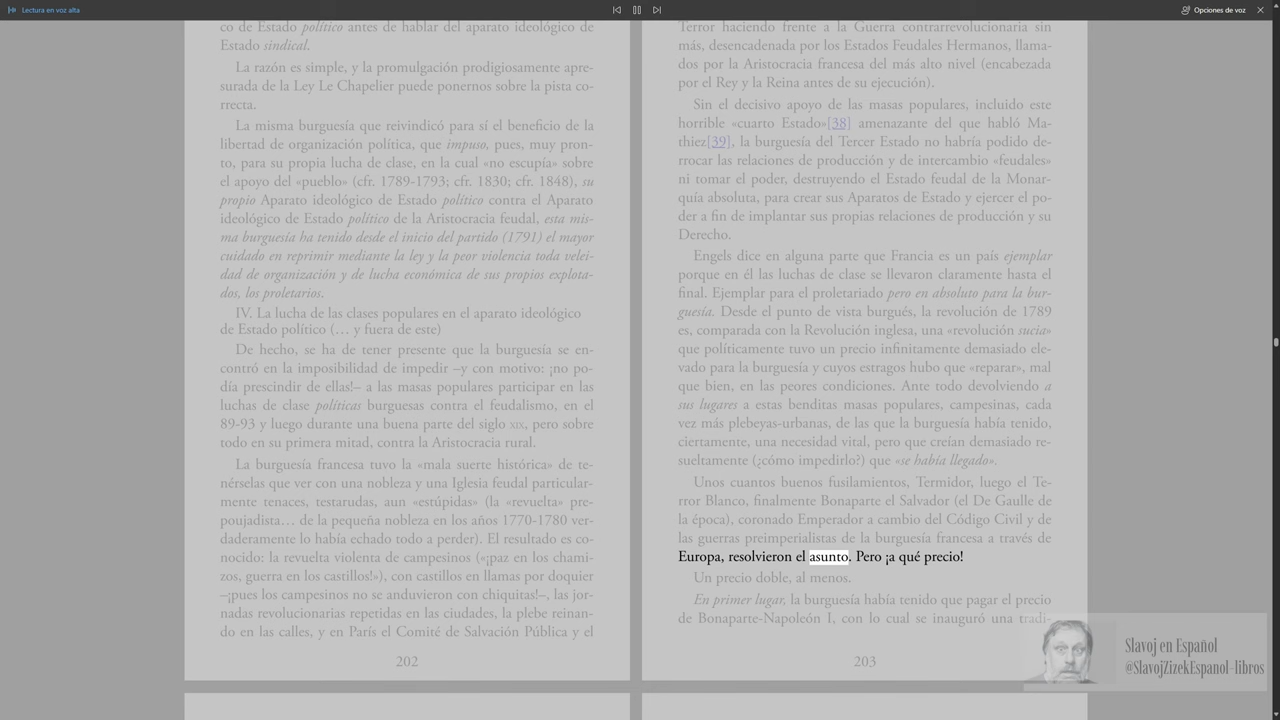 Lectura en voz alta
Opciones de voz
co de Estado político antes de hablar del aparato ideológico de
Estado sindical.
La razón es simple, y la promulgación prodigiosamente apre-
surada de la Ley Le Chapelier puede ponernos sobre la pista co-
rrecta.
La misma burguesía que reivindicó para sí el beneficio de la
libertad de organización política, que impuso, pues, muy pron-
to, para su propia lucha de clase, en la cual «no escupía» sobre
el apoyo del «pueblo» (cfr. 1789-1793; cfr. 1830; cfr. 1848), su
propio Aparato ideológico de Estado político contra el Aparato
ideológico de Estado político de la Aristocracia feudal, esta mis-
ma burguesía ha tenido desde el inicio del partido (1791) el mayor
cuidado en reprimir mediante la ley y la peor violencia toda velei-
dad de organización y de lucha económica de sus propios explota-
dos, los proletarios.
IV. La lucha de las clases populares en el aparato ideológico
de Estado político (… y fuera de este)
De hecho, se ha de tener presente que la burguesía se en-
contró en la imposibilidad de impedir –y con motivo: ¡no po-
día prescindir de ellas!– a las masas populares participar en las
luchas de clase políticas burguesas contra el feudalismo, en el
89-93 y luego durante una buena parte del siglo XIX, pero sobre
todo en su primera mitad, contra la Aristocracia rural.
La burguesía francesa tuvo la «mala suerte histórica» de te-
nérselas que ver con una nobleza y una Iglesia feudal particular-
mente tenaces, testarudas, aun «estúpidas» (la «revuelta» pre-
poujadista… de la pequeña nobleza en los años 1770-1780 ver-
daderamente lo había echado todo a perder). El resultado es co-
nocido: la revuelta violenta de campesinos («¡paz en los chami-
zos, guerra en los castillos!»), con castillos en llamas por doquier
–¡pues los campesinos no se anduvieron con chiquitas!–, las jor-
nadas revolucionarias repetidas en las ciudades, la plebe reinan-
do en las calles, y en París el Comité de Salvación Pública y el
202
Terror haciendo frente a la Guerra contrarrevolucionaria sin
más, desencadenada por los Estados Feudales Hermanos, llama-
dos por la Aristocracia francesa del más alto nivel (encabezada
por el Rey y la Reina antes de su ejecución).
Sin el decisivo apoyo de las masas populares, incluido este
horrible «cuarto Estado»[38] amenazante del que habló Ma-
thiez[39], la burguesía del Tercer Estado no habría podido de-
rrocar las relaciones de producción y de intercambio «feudales»
ni tomar el poder, destruyendo el Estado feudal de la Monar-
quía absoluta, para crear sus Aparatos de Estado y ejercer el po-
der a fin de implantar sus propias relaciones de producción y su
Derecho.
Engels dice en alguna parte que Francia es un país ejemplar
porque en él las luchas de clase se llevaron claramente hasta el
final. Ejemplar para el proletariado pero en absoluto para la bur-
guesía. Desde el punto de vista burgués, la revolución de 1789
es, comparada con la Revolución inglesa, una «revolución sucia»
que políticamente tuvo un precio infinitamente demasiado ele-
vado para la burguesía y cuyos estragos hubo que «reparar», mal
que bien, en las peores condiciones. Ante todo devolviendo a
sus lugares a estas benditas masas populares, campesinas, cada
vez más plebeyas-urbanas, de las que la burguesía había tenido,
ciertamente, una necesidad vital, pero que creían demasiado re-
sueltamente (¿cómo impedirlo?) que «se había llegado».
Unos cuantos buenos fusilamientos, Termidor, luego el Te-
rror Blanco, finalmente Bonaparte el Salvador (el De Gaulle de
la época), coronado Emperador a cambio del Código Civil y de
las guerras preimperialistas de la burguesía francesa a través de
Europa, resolvieron el asunto. Pero ¡a qué precio!
Un precio doble, al menos.
En primer lugar, la burguesía había tenido que pagar el precio
de Bonaparte-Napoleón I, con lo cual se inauguró una tradi-
203
Slavoj en Español
@SlavojZizekEspanol-libros